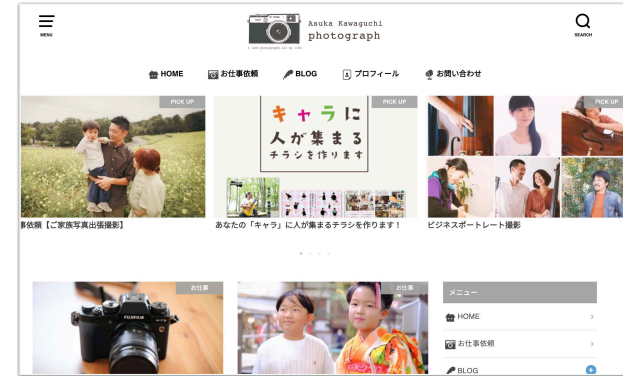 MENU
Asuka Kawaguchi
photograph
SEARCH
HOME
お仕事依頼
BLOG
プロフィール
お問い合わせ
PICK UP
PICK UP
PICK UP
キャラに
人が集まる
チラシを作ります
事依頼【ご家族写真出張撮影】
あなたの「キャラ」に人が集まるチラシを作ります！
ビジネスポートレート撮影
お仕事
お仕事
FUJIFILM
メニュー
HOME
お仕事依頼
BLOG